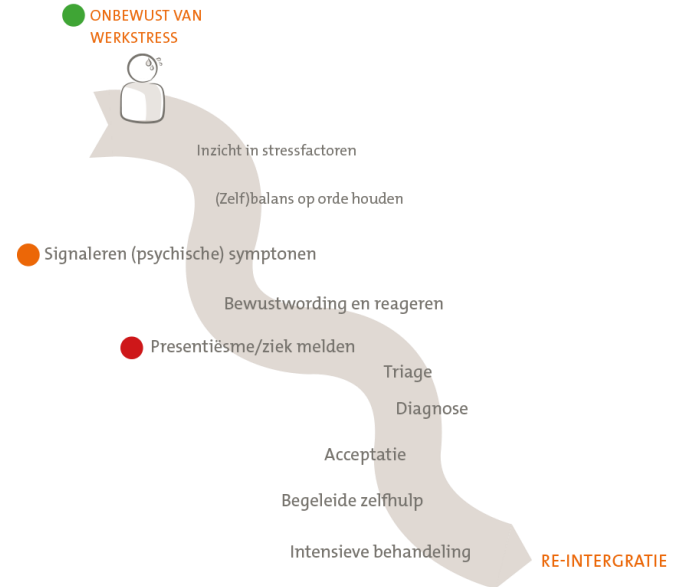 ONBEWUST VAN
WERKSTRESS
Inzicht in stressfactoren
(Zelf)balans op orde houden
Signaleren (psychische) symptonen
Bewustwording en reageren
Presentiësme/ziek melden
Triage
Diagnose
Acceptatie
Begeleide zelfhulp
Intensieve behandeling
RE-INTERGRATIE